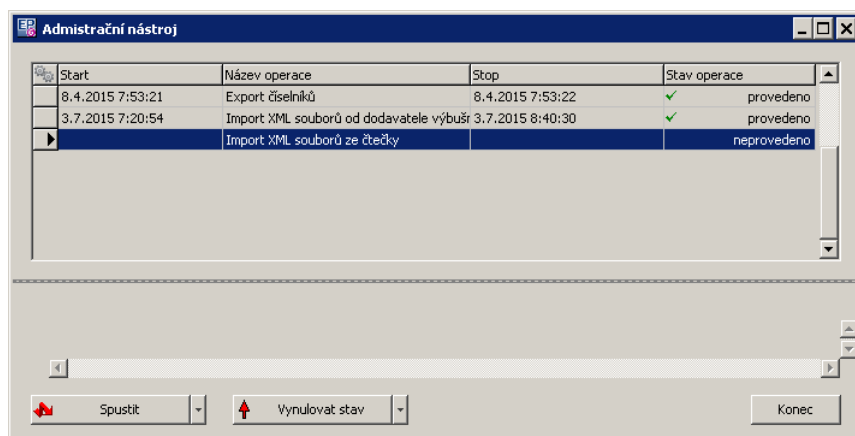 Admistrační nástroj
Start Název operace Stop Stav operace
8.4.2015 7:53:21 Export číselníků 8.4.2015 7:53:22 provedeno
3.7.2015 7:20:54 Import XML souborů od dodavatele výbušr 3.7.2015 8:40:30 provedeno
Import XML souborů ze čtečky neprovedeno
Spustit Vynulovat stav Konec